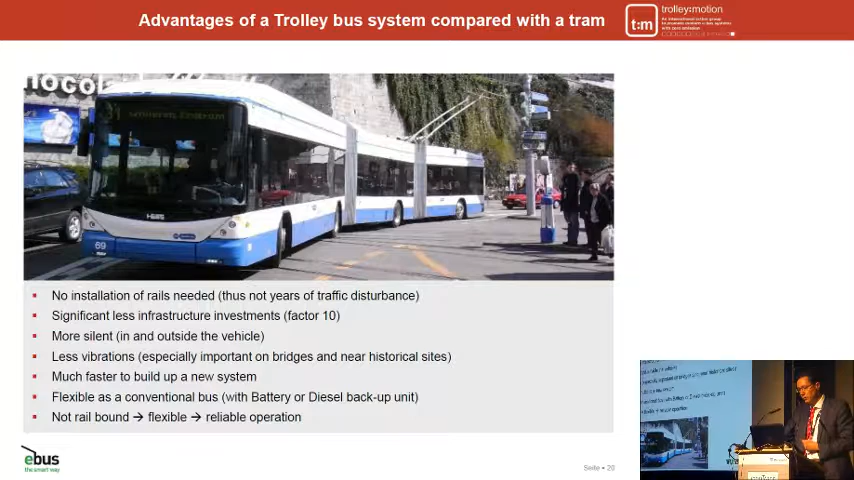 Advantages of a Trolley bus system compared with a tram
t:m
trolley:motion
31
HESS
69
No installation of rails needed (thus not years of traffic disturbance)
Significant less infrastructure investments (factor 10)
More silent (in and outside the vehicle)
Less vibrations (especially important on bridges and near historical sites)
Much faster to build up a new system
Flexible as a conventional bus (with Battery or Diesel back-up unit)
Not rail bound → flexible → reliable operation
ebus
the smart way
Seite ▪ 20